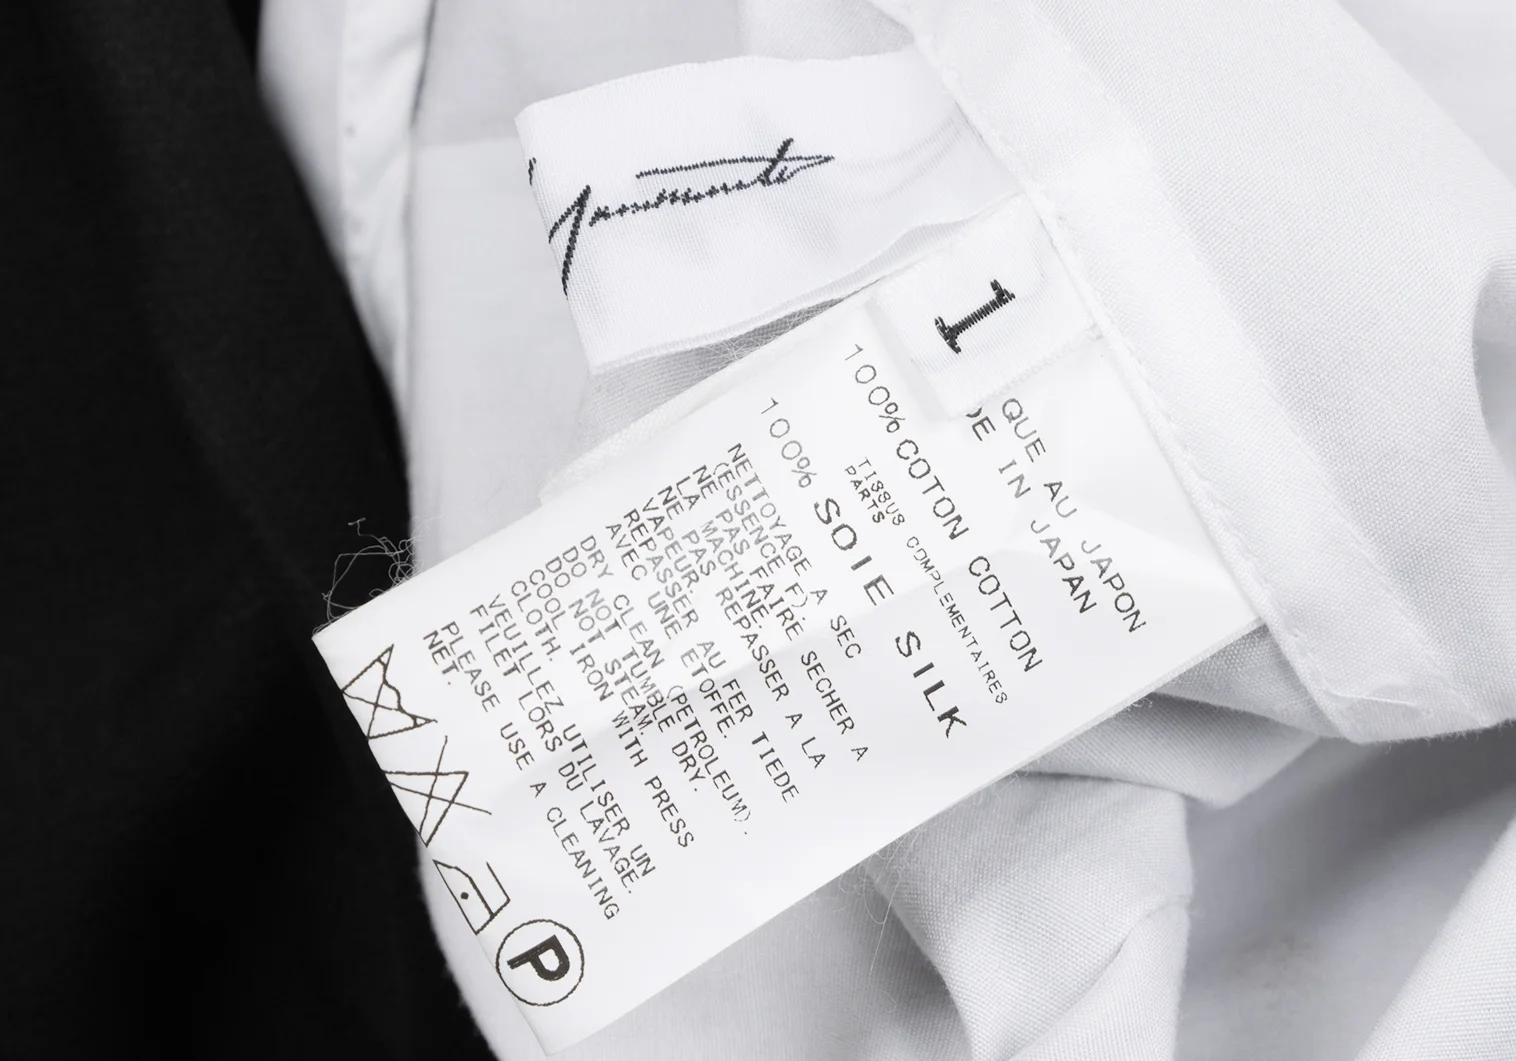 1
QUE AU JAPON
DE IN JAPAN
100% COTON COTTON
TISSUS COMPLEMENTAIRES
PARTS
100% SOIE SILK
NETTOYAGE A SEC
(ESSENCE F).
NE PAS FAIRE SECHER A
LA MACHINE.
NE PAS REPASSER A LA
VAPEUR.
REPASSER AU FER TIEDE
AVEC UNE ETOFFE.
DRY CLEAN (PETROLEUM).
DO NOT TUMBLE DRY.
DO NOT STEAM.
COOL IRON WITH PRESS
CLOTH.
VEUILLEZ UTILISER UN
FILET LORS DU LAVAGE.
PLEASE USE A CLEANING
NET.
P